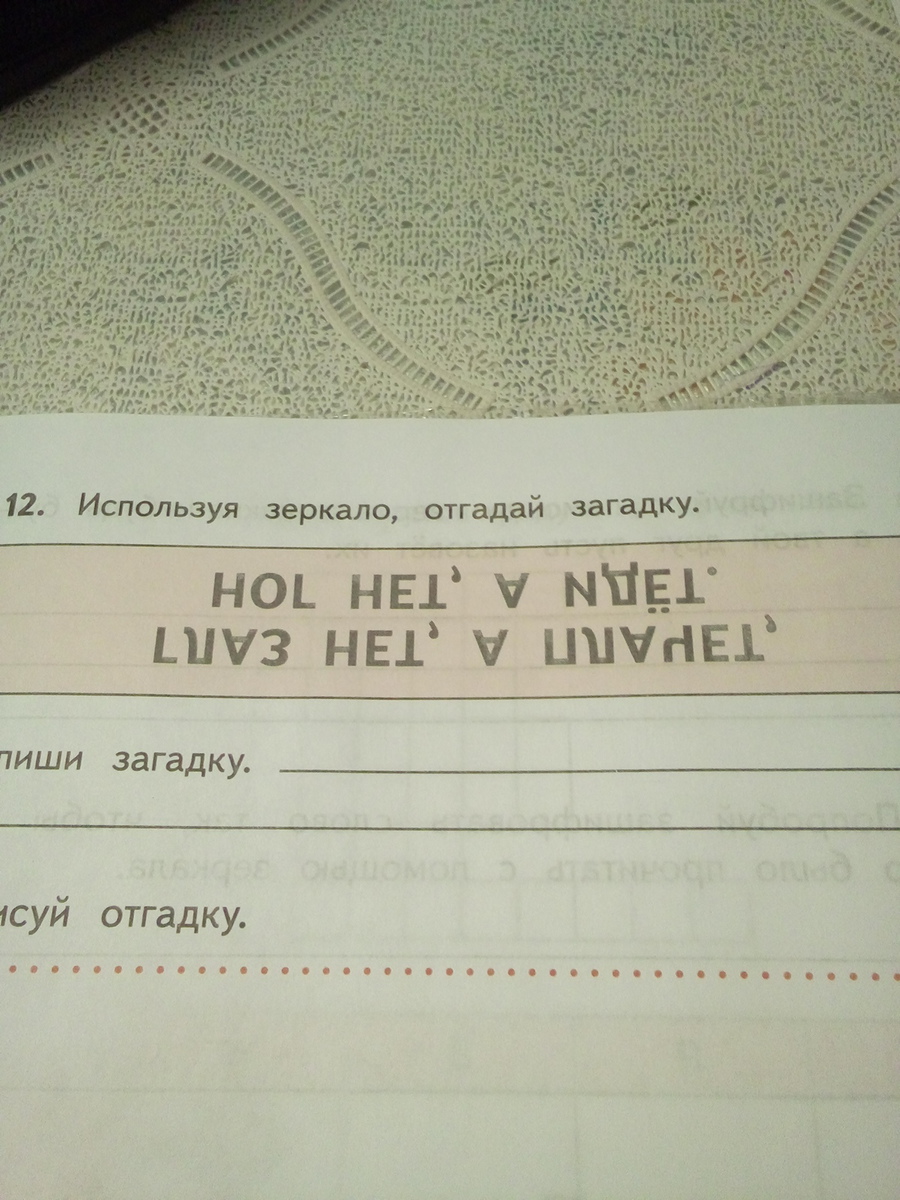 12. Используя зеркало, отгадай загадку.
ГЛАЗ НЕТ, А ПЛАЧЕТ,
НОГ НЕТ, А ИДЁТ.
пиши загадку.
исуй отгадку.